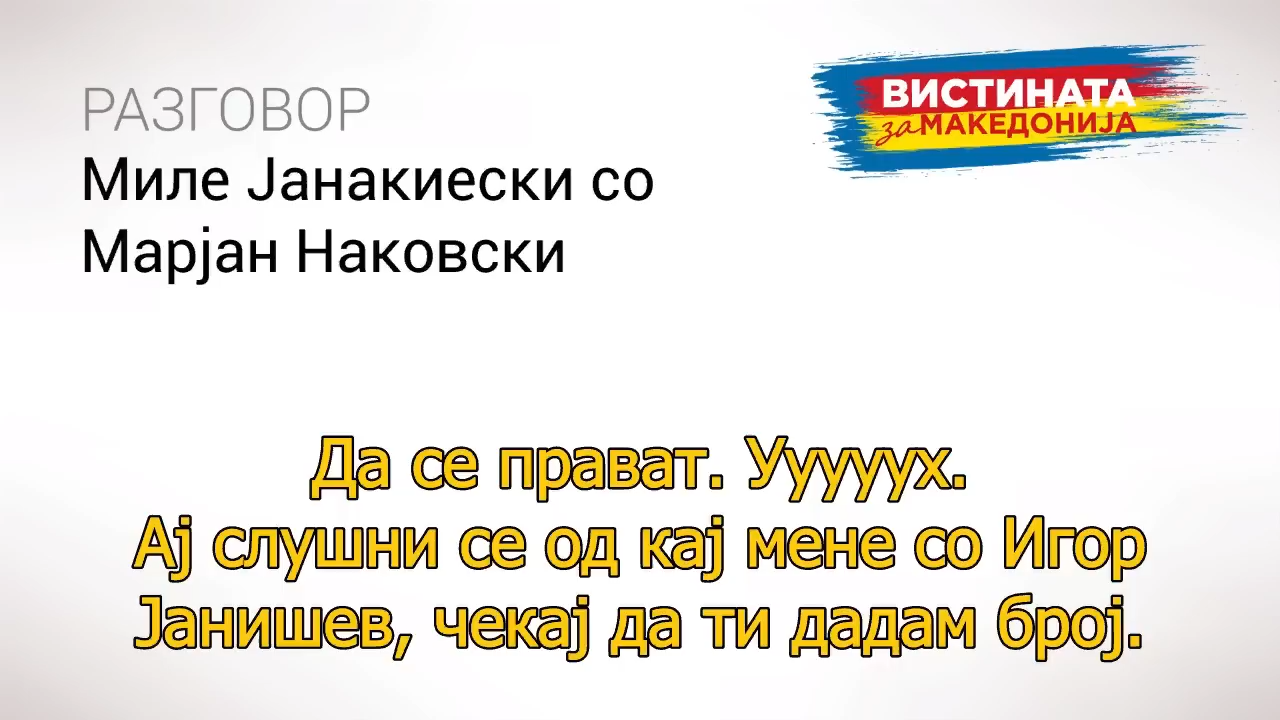 РАЗГОВОР
Миле Јанакиески со
Марјан Наковски
ВИСТИНАТА
за МАКЕДОНИЈА
Да се прават. Уууууух.
Ај слушни се од кај мене со Игор
Јанишев, чекај да ти дадам број.